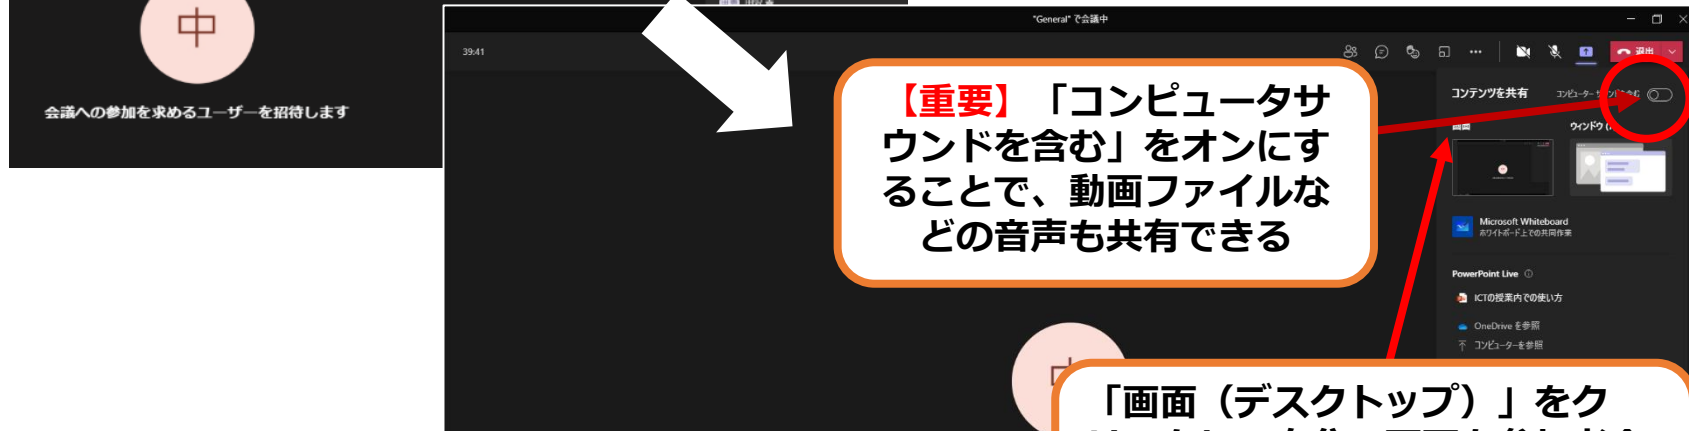 中
会議への参加を求めるユーザーを招待します
"General" で会議中
39:41
退出
【重要】「コンピュータサ
ウンドを含む」をオンにす
ることで、動画ファイルな
どの音声も共有できる
コンテンツを共有
画面
ウィンドウ
Microsoft Whiteboard
ホワイトボード上での共同作業
PowerPoint Live
ICTの授業内での使い方
OneDrive を参照
コンピューターを参照
「画面（デスクトップ）」をク